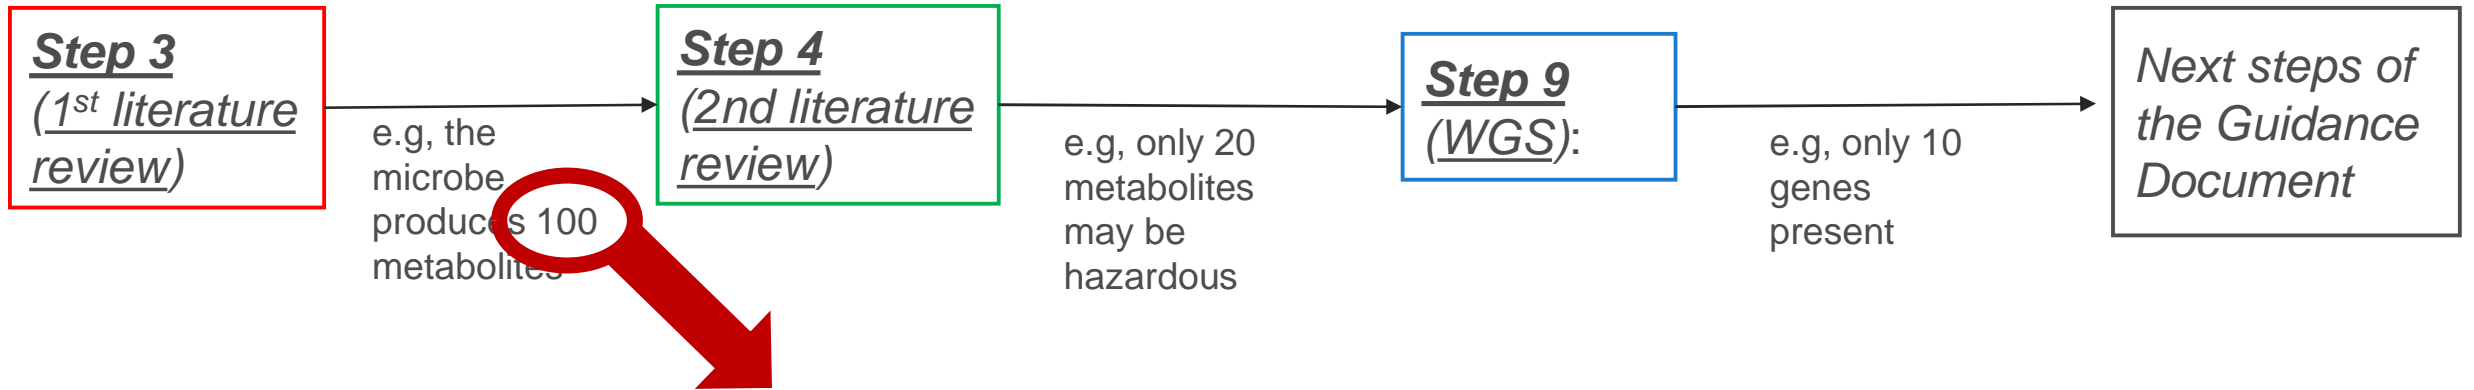 Step 3
(1st literature
review)
e.g, the
microbe
produces 100
metabolites
Step 4
(2nd literature
review)
e.g, only 20
metabolites
may be
hazardous
Step 9
(WGS):
e.g, only 10
genes
present
Next steps of
the Guidance
Document